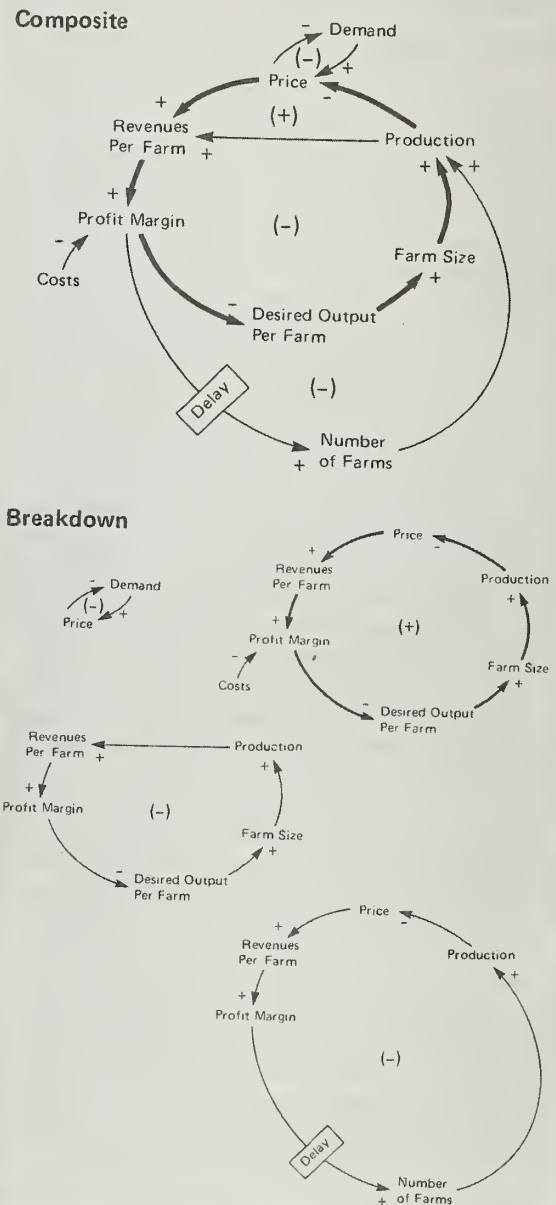 Composite
-
Demand
(-)
+
Price
-
+
(+)
Revenues
Per Farm
+
Production
+
+
+
Profit Margin
(-)
-
Costs
Farm Size
+
-
Desired Output
Per Farm
Delay
(-)
Number
of Farms
+
Breakdown
-
Demand
(-)
Price
+
Price
-
+
Revenues
Per Farm
Production
+
+
Profit Margin
(+)
-
Costs
Farm Size
+
-
Desired Output
Per Farm
Revenues
Per Farm
+
Production
+
+
Profit Margin
(-)
Farm Size
+
-
Desired Output
Per Farm
Price
-
+
Revenues
Per Farm
Production
+
+
Profit Margin
(-)
Delay
Number
of Farms
+